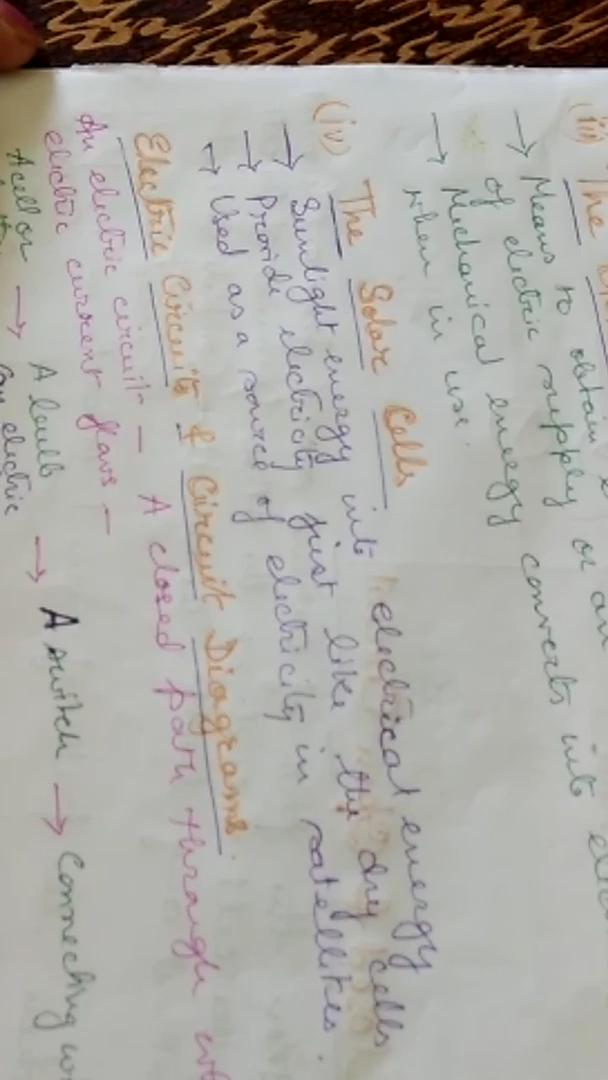 (iii) The
→ Means to obtain
of electric supply or an
→ Mechanical energy converts into
when in use.
(iv) The Solar Cells
→ Sunlight energy into electrical energy
→ Provide electricity just like the dry cells
→ Used as a source of electricity in satellites.
Electric Circuits & Circuit Diagrams
An electric circuit - A closed path through
electric current flows -
A cell or → A bulb → A switch → Connecting
an electric